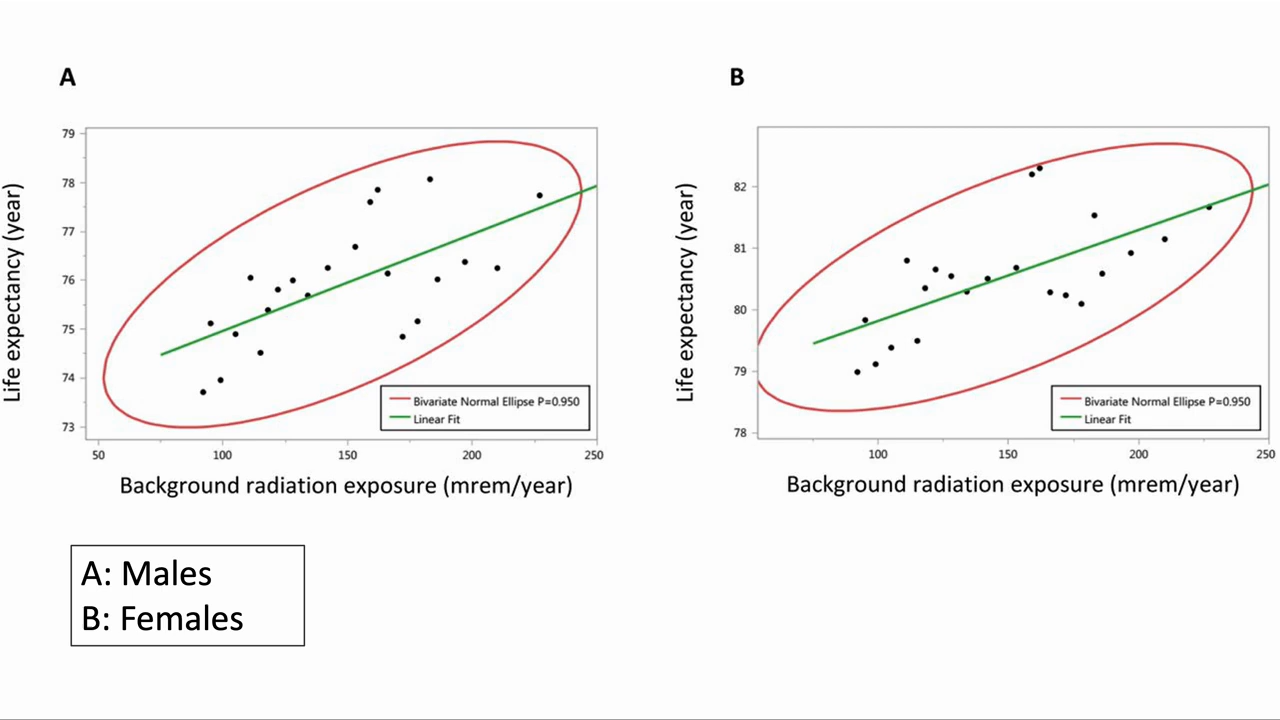 A
79
78
77
76
75
74
73
50 100 150 200 250
Life expectancy (year)
Background radiation exposure (mrem/year)
Bivariate Normal Ellipse P=0.950
Linear Fit
B
82
81
80
79
78
100 150 200 250
Life expectancy (year)
Background radiation exposure (mrem/year)
Bivariate Normal Ellipse P=0.950
Linear Fit
A: Males
B: Females